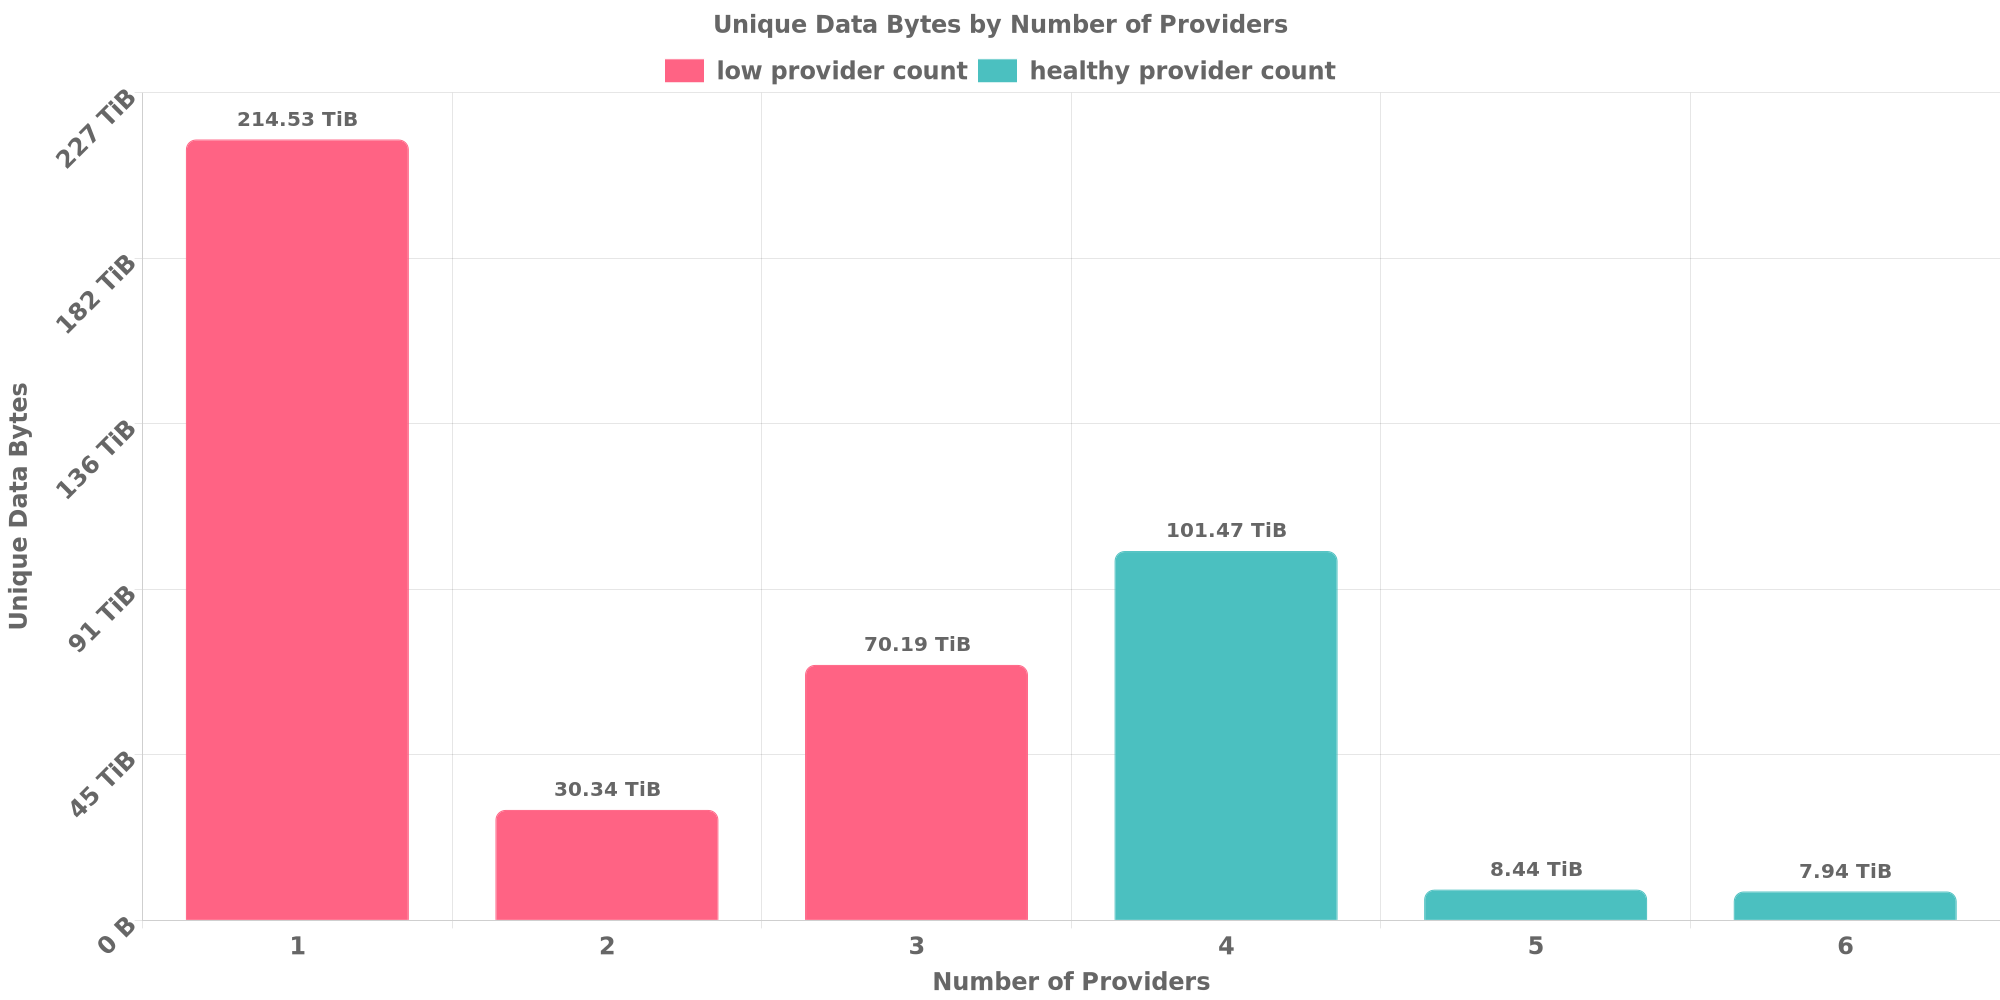 Unique Data Bytes by Number of Providers
low provider count healthy provider count
227 TiB
182 TiB
136 TiB
91 TiB
45 TiB
0 B
Unique Data Bytes
214.53 TiB
30.34 TiB
70.19 TiB
101.47 TiB
8.44 TiB
7.94 TiB
1 2 3 4 5 6
Number of Providers